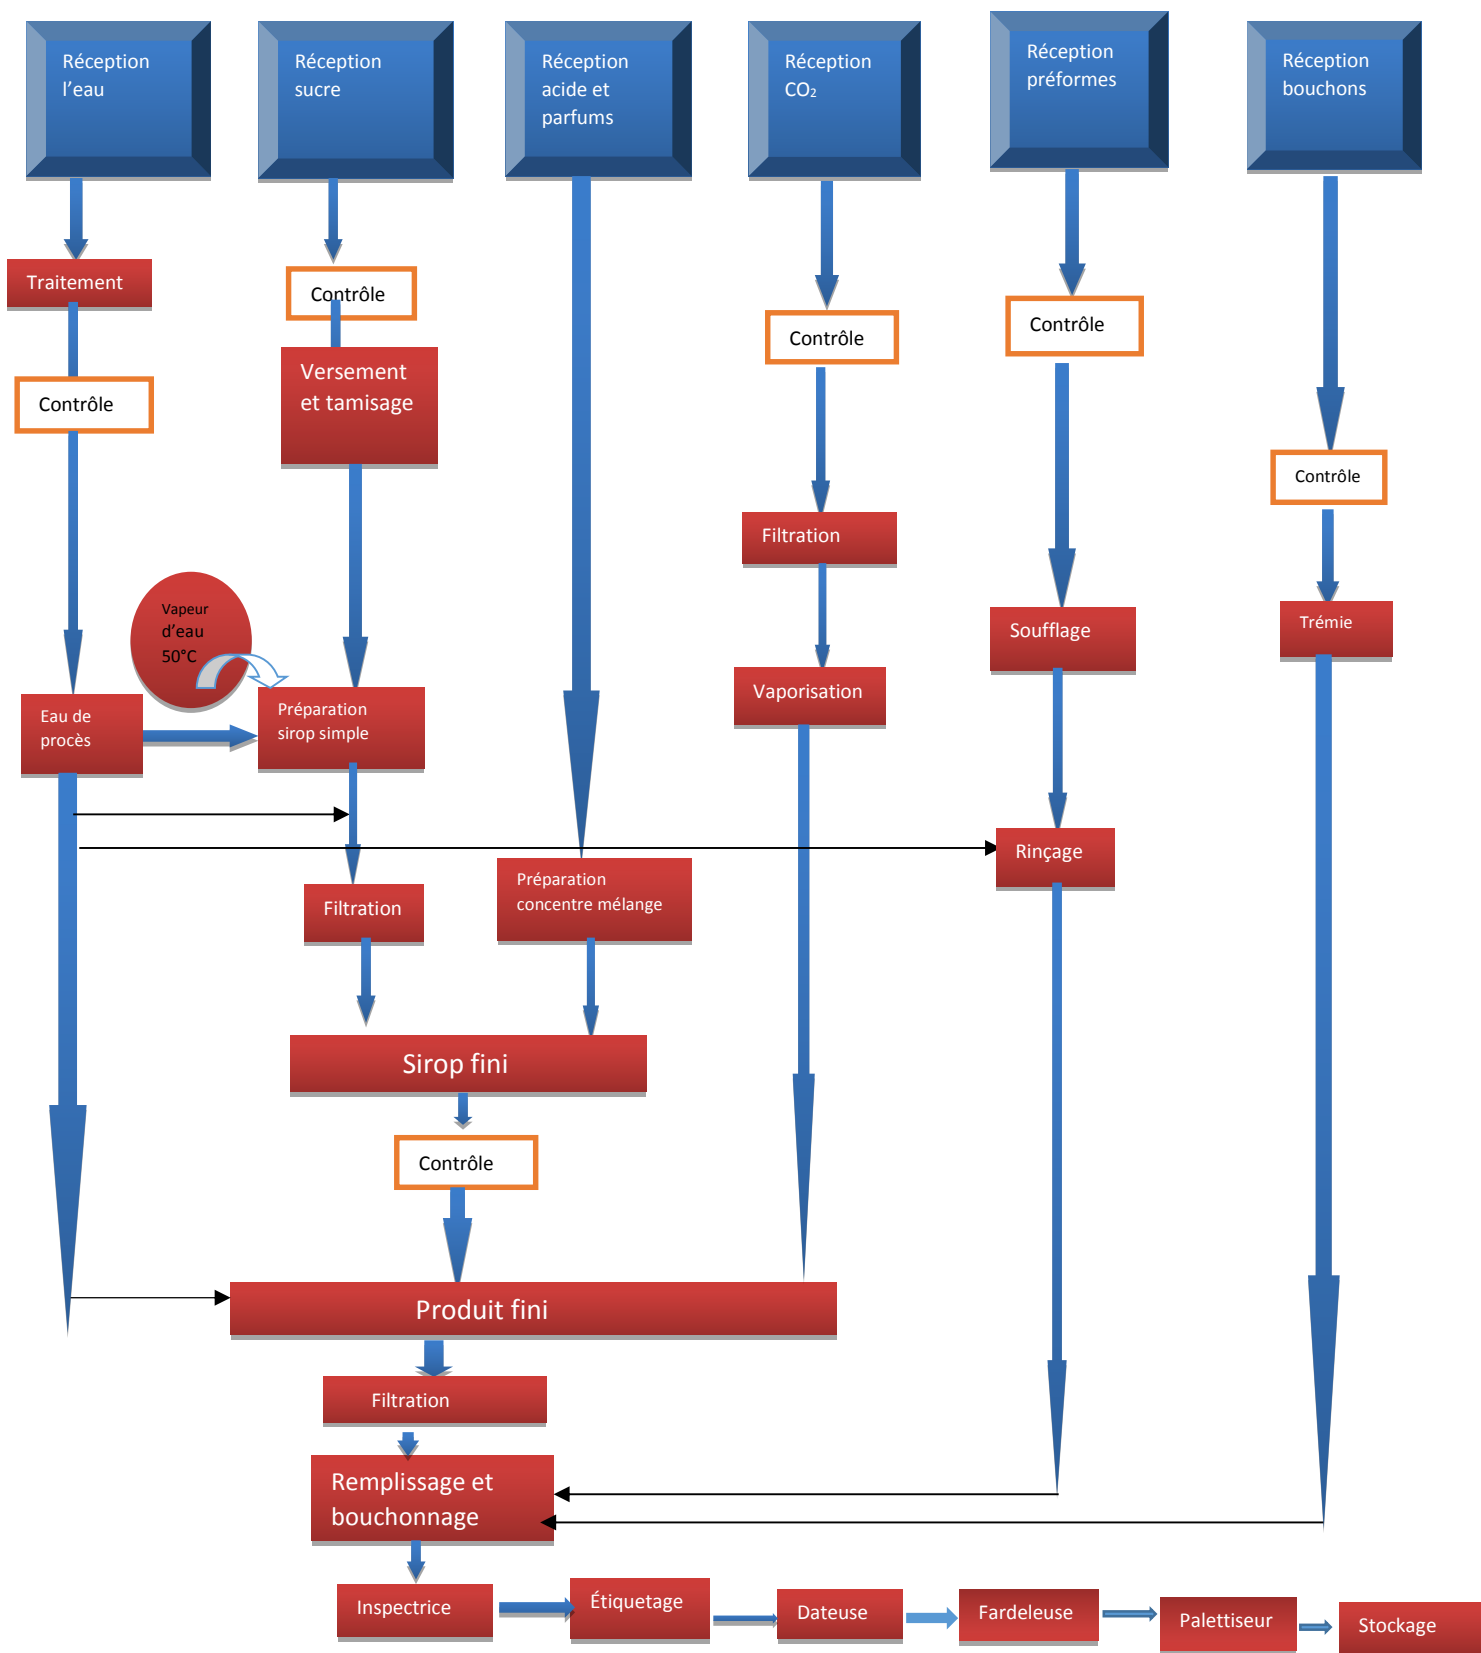 Réception
l'eau
Réception
sucre
Réception
acide et
parfums
Réception
CO₂
Réception
préformes
Réception
bouchons
Traitement
Contrôle
Contrôle
Contrôle
Contrôle
Versement
et tamisage
Contrôle
Contrôle
Filtration
Vapeur
d'eau
50°C
Soufflage
Trémie
Vaporisation
Eau de
procès
Préparation
sirop simple
Rinçage
Filtration
Préparation
concentre mélange
Sirop fini
Contrôle
Produit fini
Filtration
Remplissage et
bouchonnage
Inspectrice
Étiquetage
Dateuse
Fardeleuse
Palettiseur
Stockage